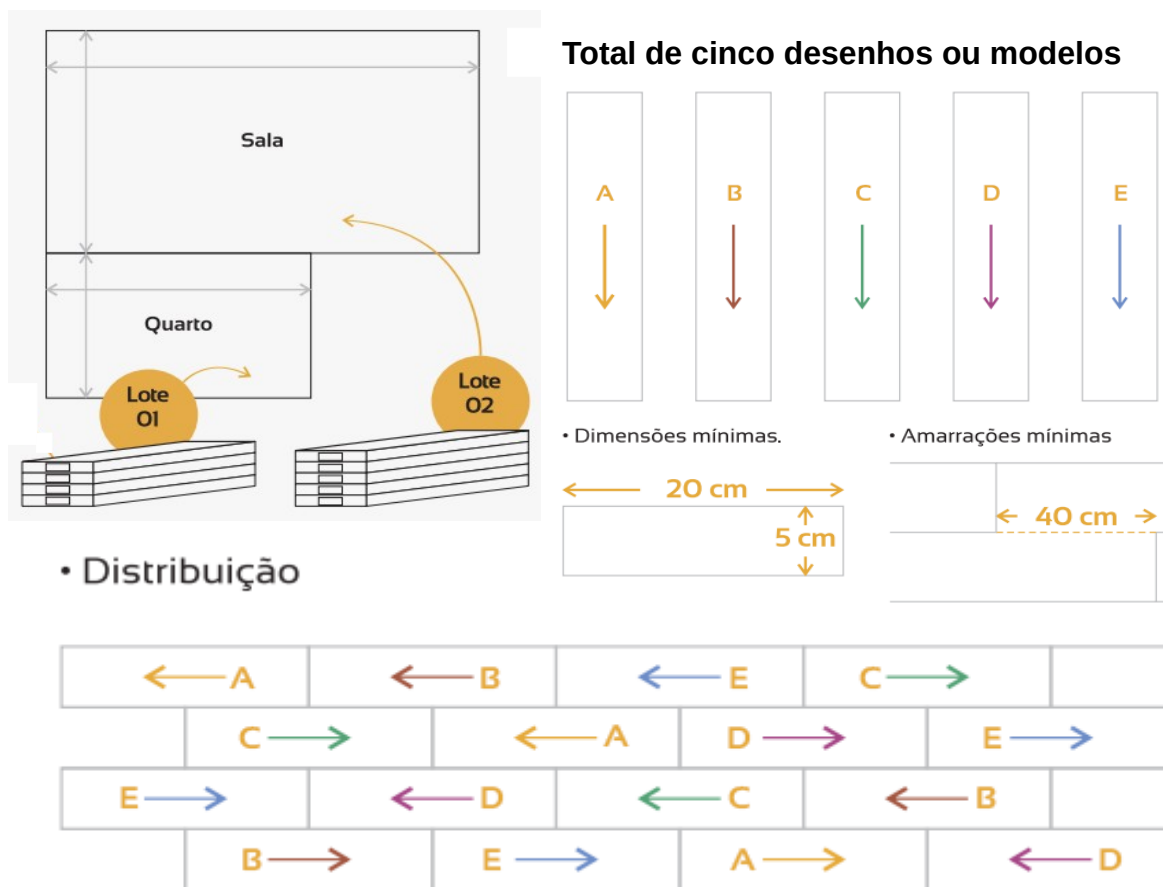 Sala
Quarto
Lote
01
Lote
02
Total de cinco desenhos ou modelos
A B C D E
• Dimensões mínimas.
20 cm
5 cm
• Amarrações mínimas
40 cm
• Distribuição
A B E C
C A D E
E D C B
B E A D